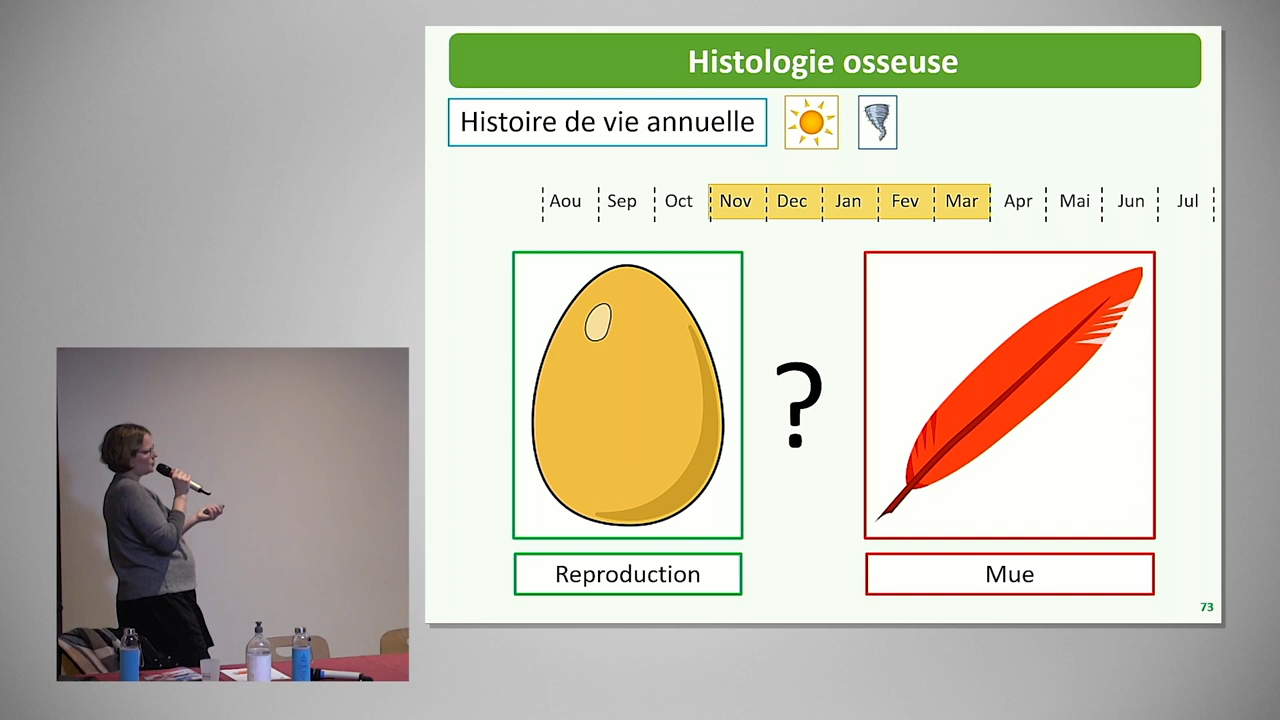 Histologie osseuse
Histoire de vie annuelle
Aou Sep Oct Nov Dec Jan Fev Mar Apr Mai Jun Jul
?
Reproduction
Mue
73